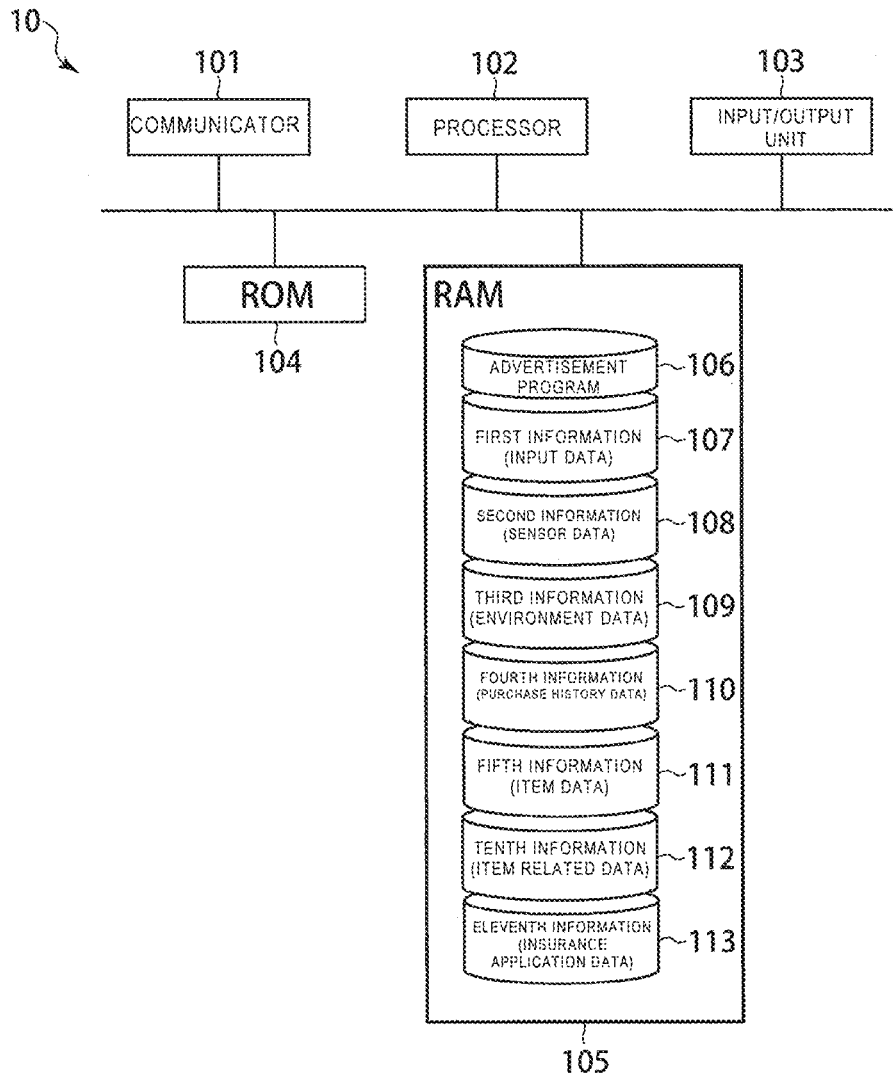 10
101
102
103
COMMUNICATOR
PROCESSOR
INPUT/OUTPUT
UNIT
ROM
104
RAM
ADVERTISEMENT
PROGRAM
106
FIRST INFORMATION
(INPUT DATA)
107
SECOND INFORMATION
(SENSOR DATA)
108
THIRD INFORMATION
(ENVIRONMENT DATA)
109
FOURTH INFORMATION
(PURCHASE HISTORY DATA)
110
FIFTH INFORMATION
(ITEM DATA)
111
TENTH INFORMATION
(ITEM RELATED DATA)
112
ELEVENTH INFORMATION
(INSURANCE
APPLICATION DATA)
113
105